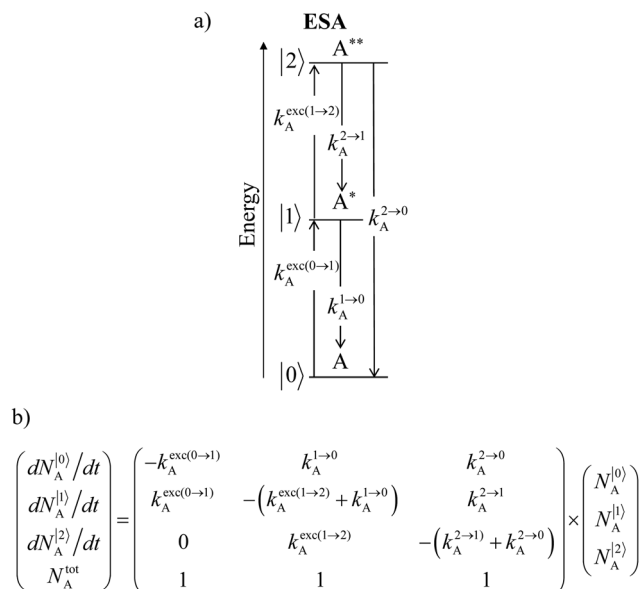 a)
ESA
Energy
|2⟩ A**
k_A^{exc(1→2)}
k_A^{2→1}
|1⟩ A*
k_A^{2→0}
k_A^{exc(0→1)}
k_A^{1→0}
|0⟩ A
b)
(dN_A^{|0⟩}/dt) = (−k_A^{exc(0→1)} k_A^{1→0} k_A^{2→0}) × (N_A^{|0⟩})
(dN_A^{|1⟩}/dt) (k_A^{exc(0→1)} −(k_A^{exc(1→2)} + k_A^{1→0}) k_A^{2→1}) (N_A^{|1⟩})
(dN_A^{|2⟩}/dt) (0 k_A^{exc(1→2)} −(k_A^{2→1)} + k_A^{2→0})) (N_A^{|2⟩})
(N_A^{tot}) (1 1 1)